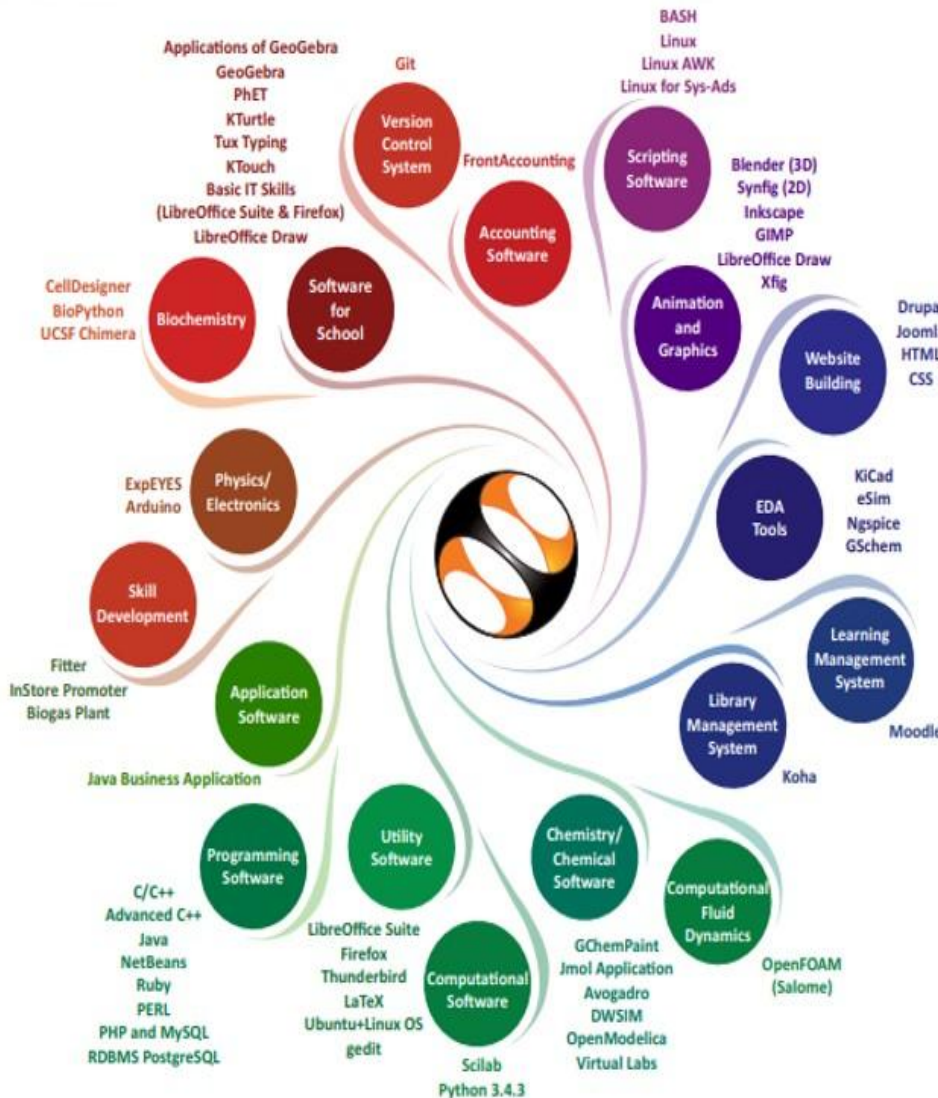 BASH
Linux
Linux AWK
Linux for Sys-Ads
Scripting
Software
Applications of GeoGebra
GeoGebra
PhET
KTurtle
Tux Typing
KTouch
Basic IT Skills
(LibreOffice Suite & Firefox)
LibreOffice Draw
Software
for
School
Git
Version
Control
System
FrontAccounting
Accounting
Software
Blender (3D)
Synfig (2D)
Inkscape
GIMP
LibreOffice Draw
Xfig
Animation
and
Graphics
CellDesigner
BioPython
UCSF Chimera
Biochemistry
Drupa
Jooml
HTML
CSS
Website
Building
ExpEYES
Arduino
Physics/
Electronics
EDA
Tools
KiCad
eSim
Ngspice
GSchem
Skill
Development
Fitter
InStore Promoter
Biogas Plant
Learning
Management
System
Moodle
Application
Software
Java Business Application
Library
Management
System
Koha
Programming
Software
C/C++
Advanced C++
Java
NetBeans
Ruby
PERL
PHP and MySQL
RDBMS PostgreSQL
Utility
Software
LibreOffice Suite
Firefox
Thunderbird
LaTeX
Ubuntu+Linux OS
gedit
Computational
Software
Scilab
Python 3.4.3
Chemistry/
Chemical
Software
GChemPaint
Jmol Application
Avogadro
DWSIM
OpenModelica
Virtual Labs
Computational
Fluid
Dynamics
OpenFOAM
(Salome)